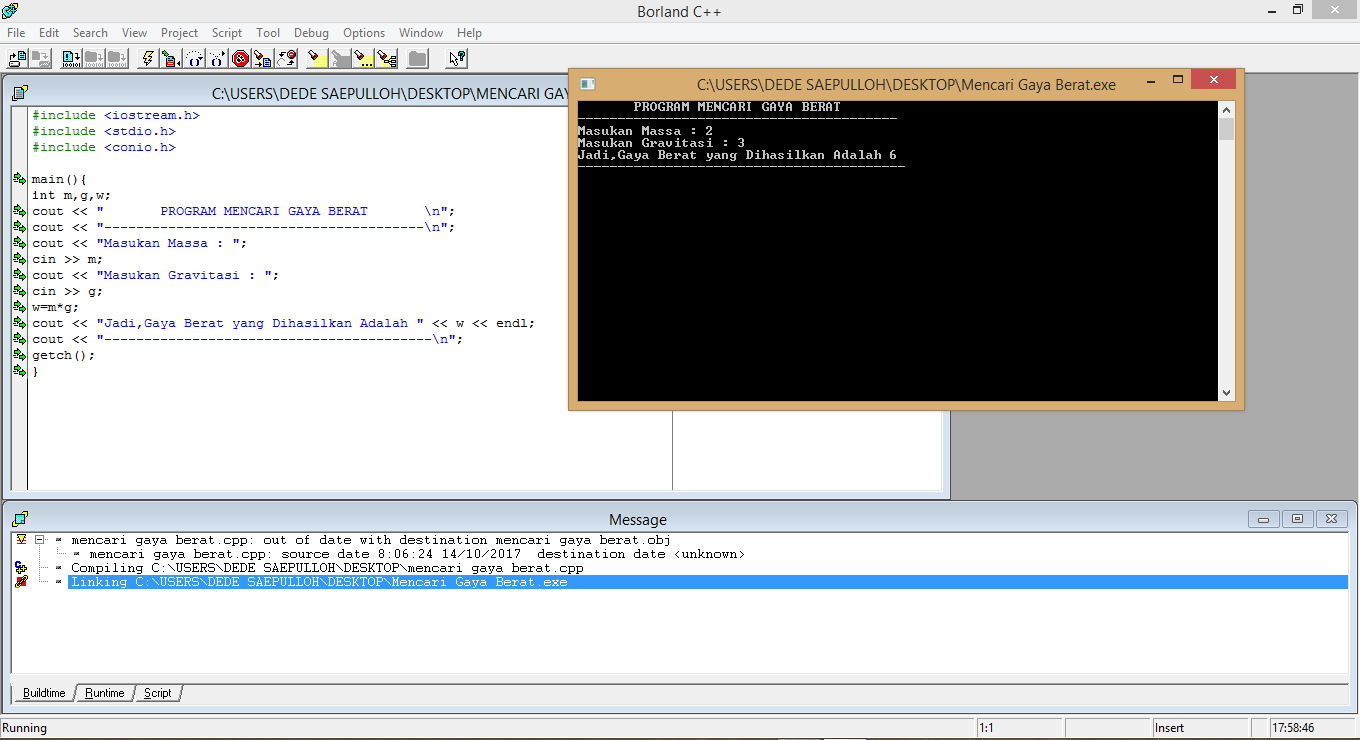 Borland C++
File Edit Search View Project Script Tool Debug Options Window Help
C:\USERS\DEDE SAEPULLOH\DESKTOP\MENCARI GAY
#include <iostream.h>
#include <stdio.h>
#include <conio.h>
main(){
int m,g,w;
cout << "       PROGRAM MENCARI GAYA BERAT       \n";
cout << "----------------------------------------\n";
cout << "Masukan Massa : ";
cin >> m;
cout << "Masukan Gravitasi : ";
cin >> g;
w=m*g;
cout << "Jadi,Gaya Berat yang Dihasilkan Adalah " << w << endl;
cout << "-----------------------------------------\n";
getch();
}
C:\USERS\DEDE SAEPULLOH\DESKTOP\Mencari Gaya Berat.exe
PROGRAM MENCARI GAYA BERAT
----------------------------------------
Masukan Massa : 2
Masukan Gravitasi : 3
Jadi,Gaya Berat yang Dihasilkan Adalah 6
-----------------------------------------
Message
mencari gaya berat.cpp: out of date with destination mencari gaya berat.obj
mencari gaya berat.cpp: source date 8:06:24 14/10/2017  destination date <unknown>
Compiling C:\USERS\DEDE SAEPULLOH\DESKTOP\mencari gaya berat.cpp
Linking C:\USERS\DEDE SAEPULLOH\DESKTOP\Mencari Gaya Berat.exe
Buildtime Runtime Script
Running 1:1 Insert 17:58:46